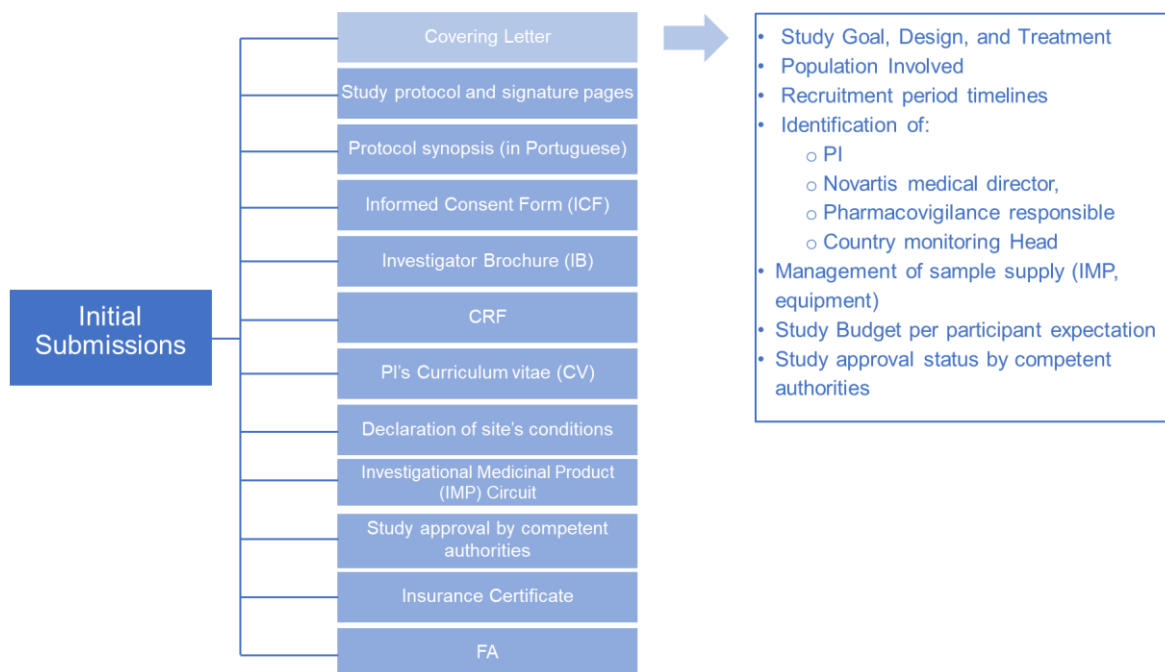 Initial
Submissions
Covering Letter
Study protocol and signature pages
Protocol synopsis (in Portuguese)
Informed Consent Form (ICF)
Investigator Brochure (IB)
CRF
PI's Curriculum vitae (CV)
Declaration of site's conditions
Investigational Medicinal Product
(IMP) Circuit
Study approval by competent
authorities
Insurance Certificate
FA
• Study Goal, Design, and Treatment
• Population Involved
• Recruitment period timelines
• Identification of:
o PI
o Novartis medical director,
o Pharmacovigilance responsible
o Country monitoring Head
• Management of sample supply (IMP,
equipment)
• Study Budget per participant expectation
• Study approval status by competent
authorities